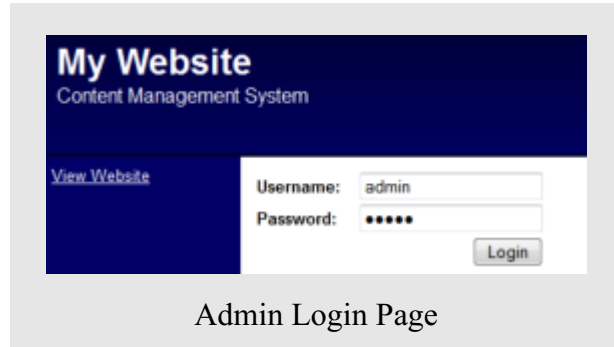 My Website
Content Management System
View Website
Username: admin
Password: •••••
Login
Admin Login Page